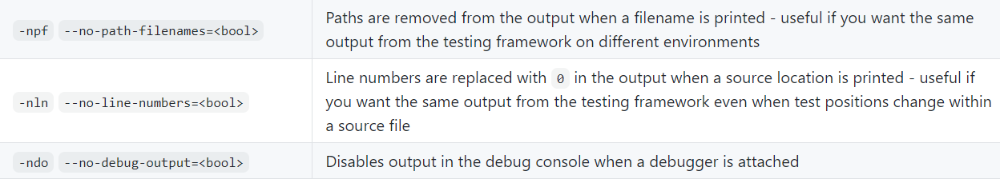 Paths are removed from the output when a filename is printed - useful if you want the same
-npf --no-path-filenames=<bool>
output from the testing framework on different environments
Line numbers are replaced with 0 in the output when a source location is printed - useful if
-nln --no-line-numbers=<bool>
you want the same output from the testing framework even when test positions change within
a source file
-ndo --no-debug-output=<bool>
Disables output in the debug console when a debugger is attached